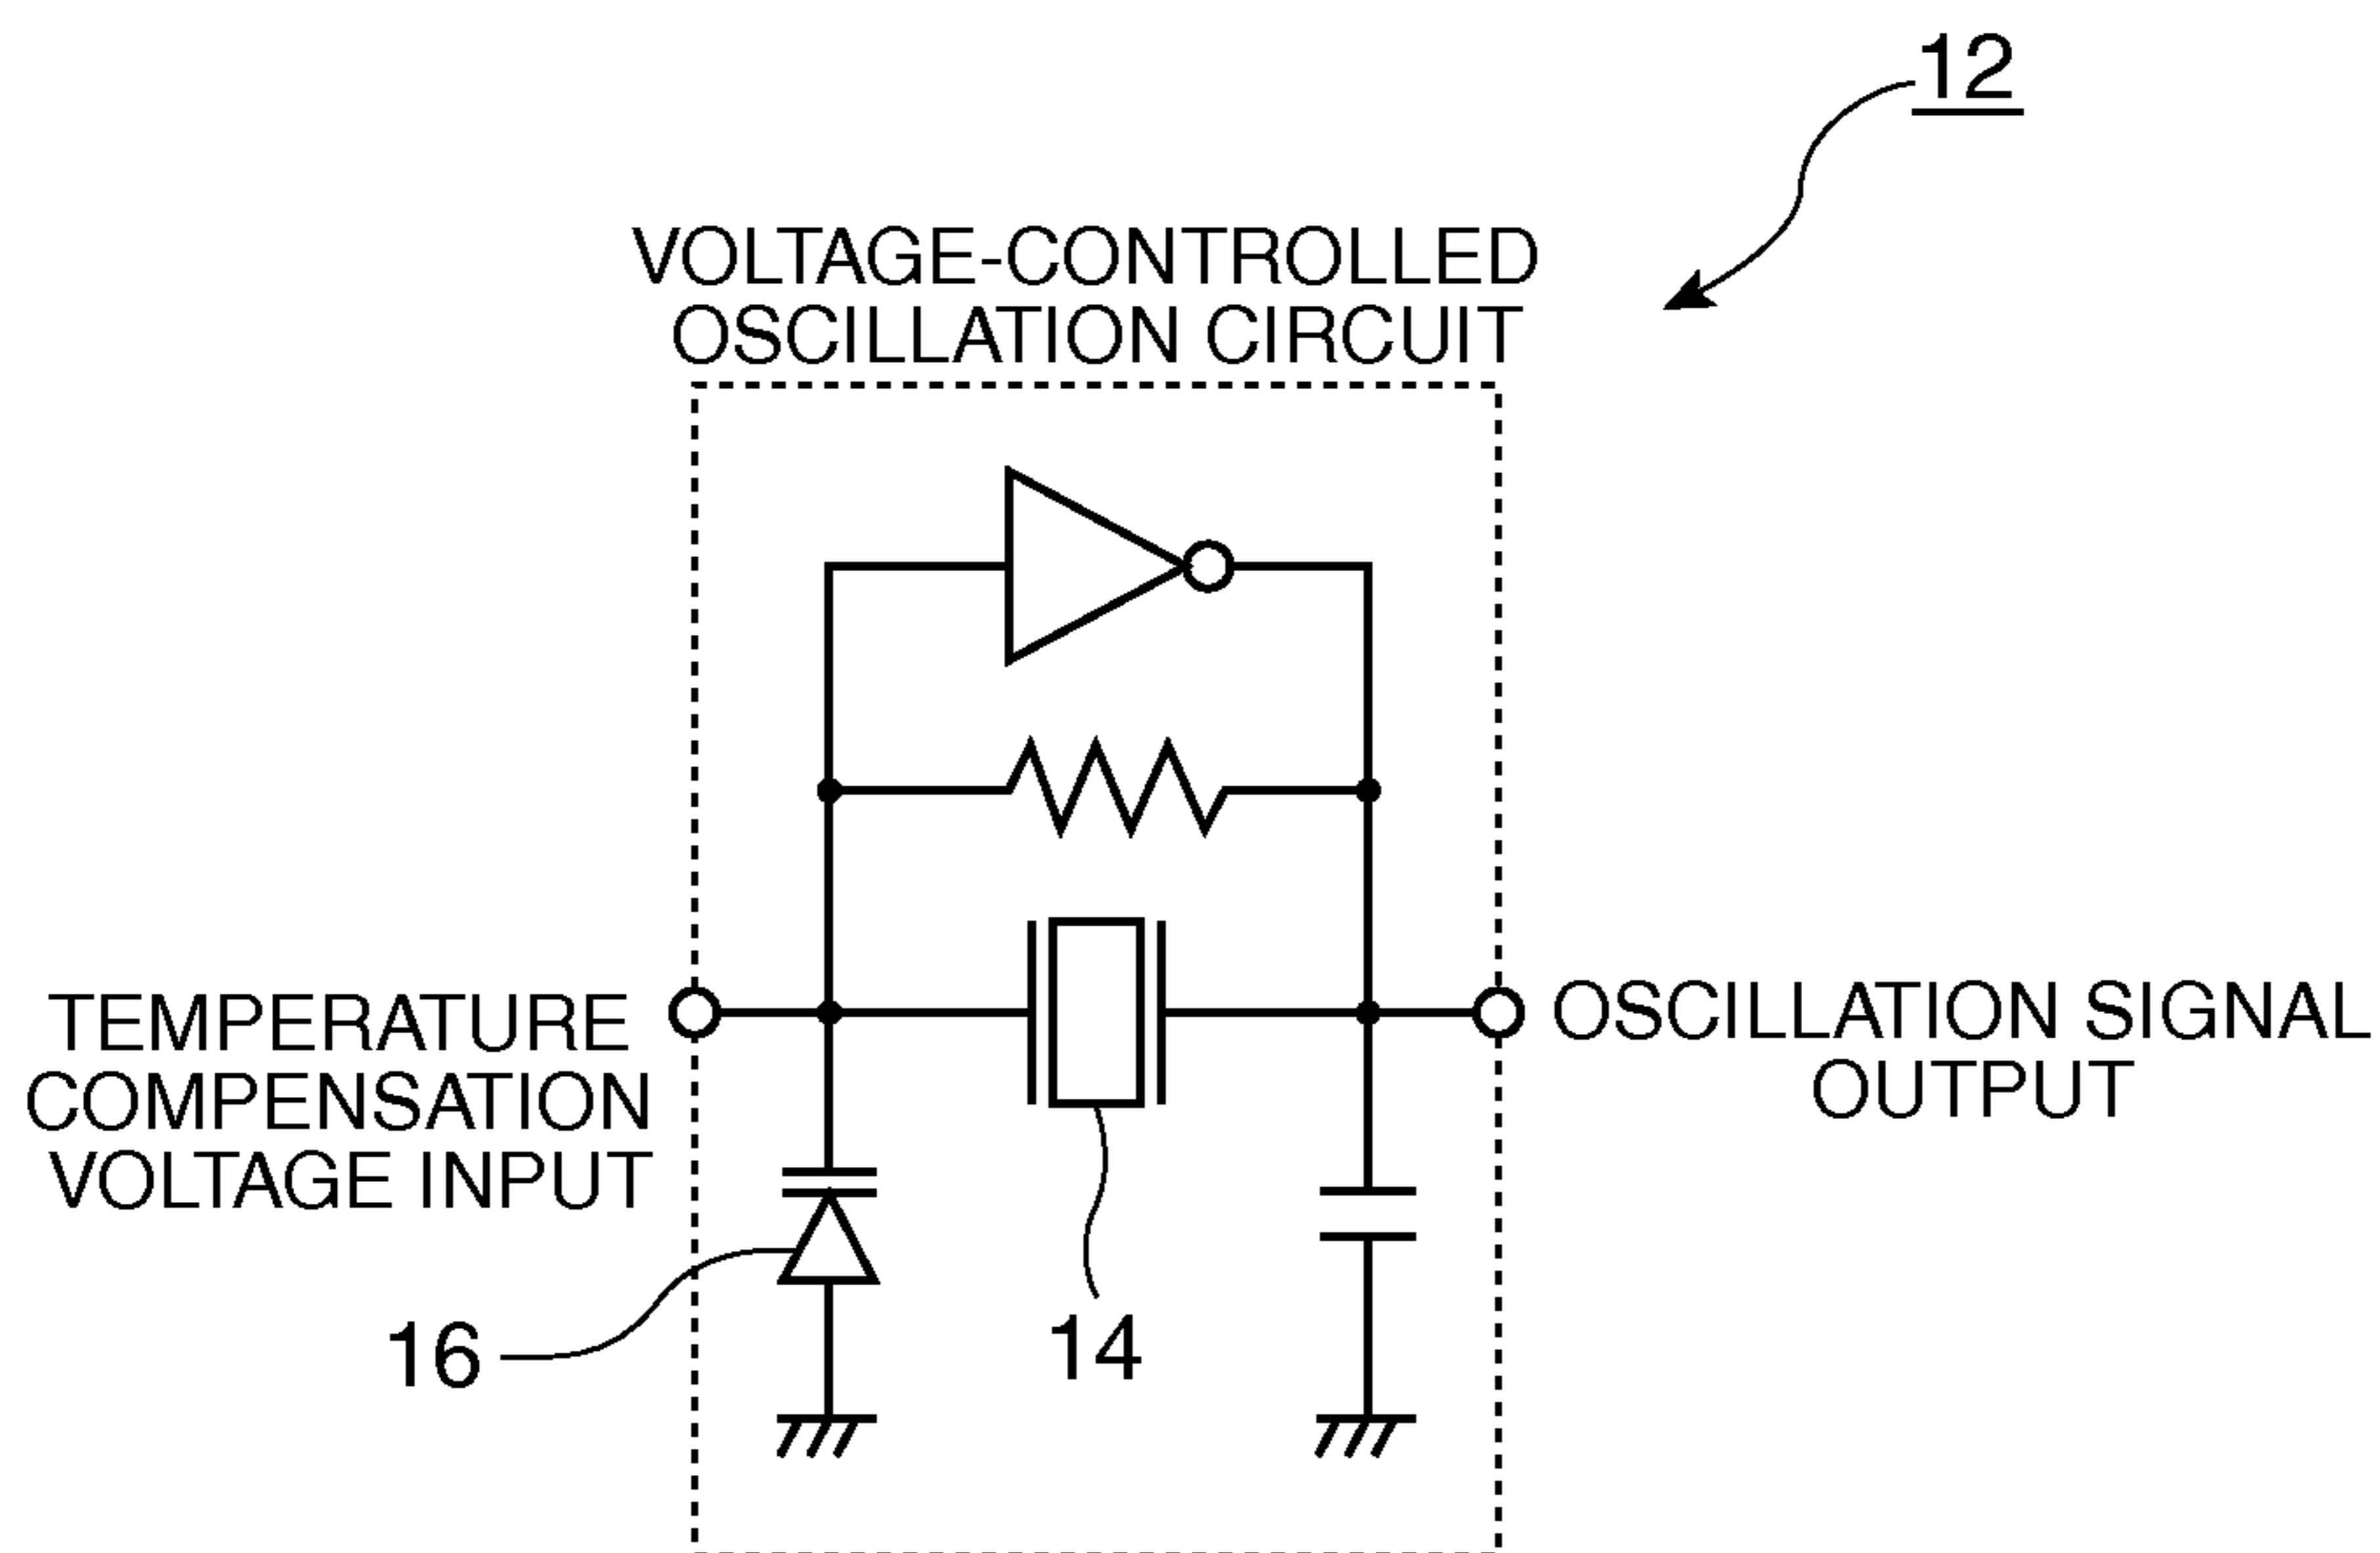 12
VOLTAGE-CONTROLLED
OSCILLATION CIRCUIT
TEMPERATURE
COMPENSATION
VOLTAGE INPUT
OSCILLATION SIGNAL
OUTPUT
16
14